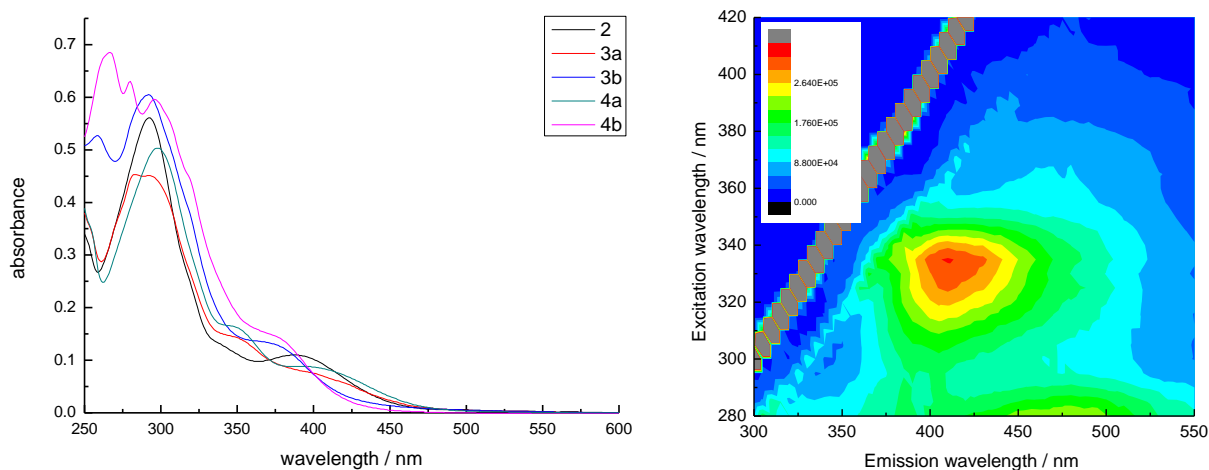 0.7
0.6
0.5
0.4
0.3
0.2
0.1
0.0
absorbance
250 300 350 400 450 500 550 600
wavelength / nm
2
3a
3b
4a
4b
420
400
380
360
340
320
300
280
Excitation wavelength / nm
2.640E+05
1.760E+05
8.800E+04
0.000
300 350 400 450 500 550
Emission wavelength / nm